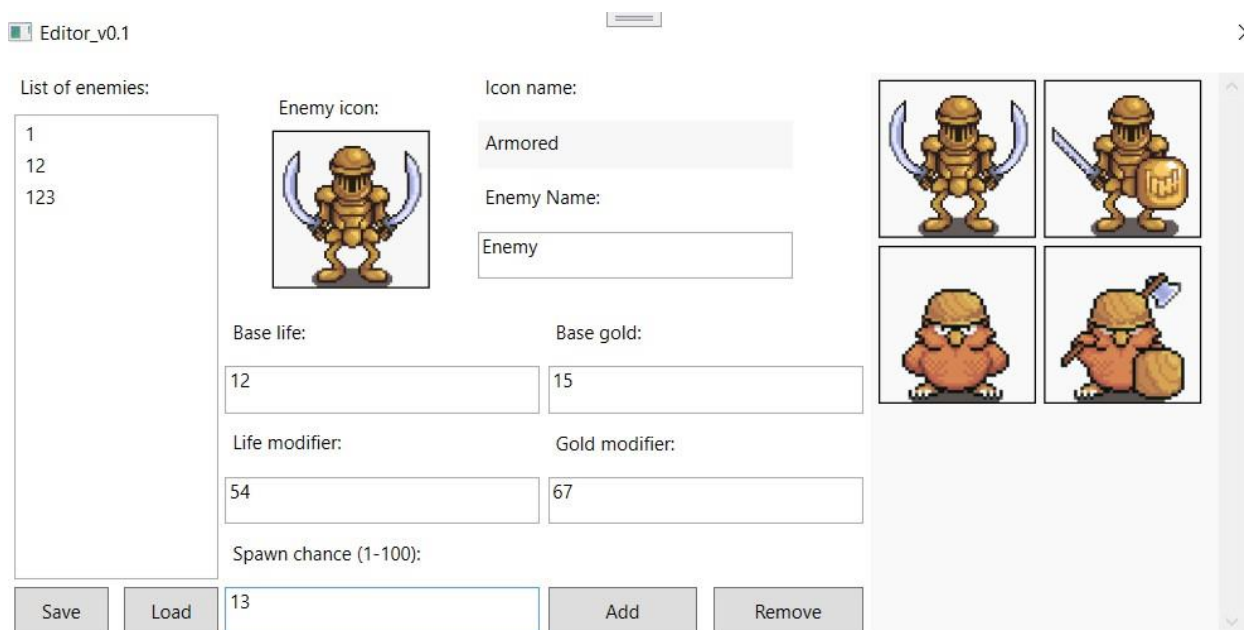 Editor_v0.1
List of enemies:
1
12
123
Enemy icon:
Icon name:
Armored
Enemy Name:
Enemy
Base life:
Base gold:
12
15
Life modifier:
Gold modifier:
54
67
Spawn chance (1-100):
13
Save
Load
Add
Remove